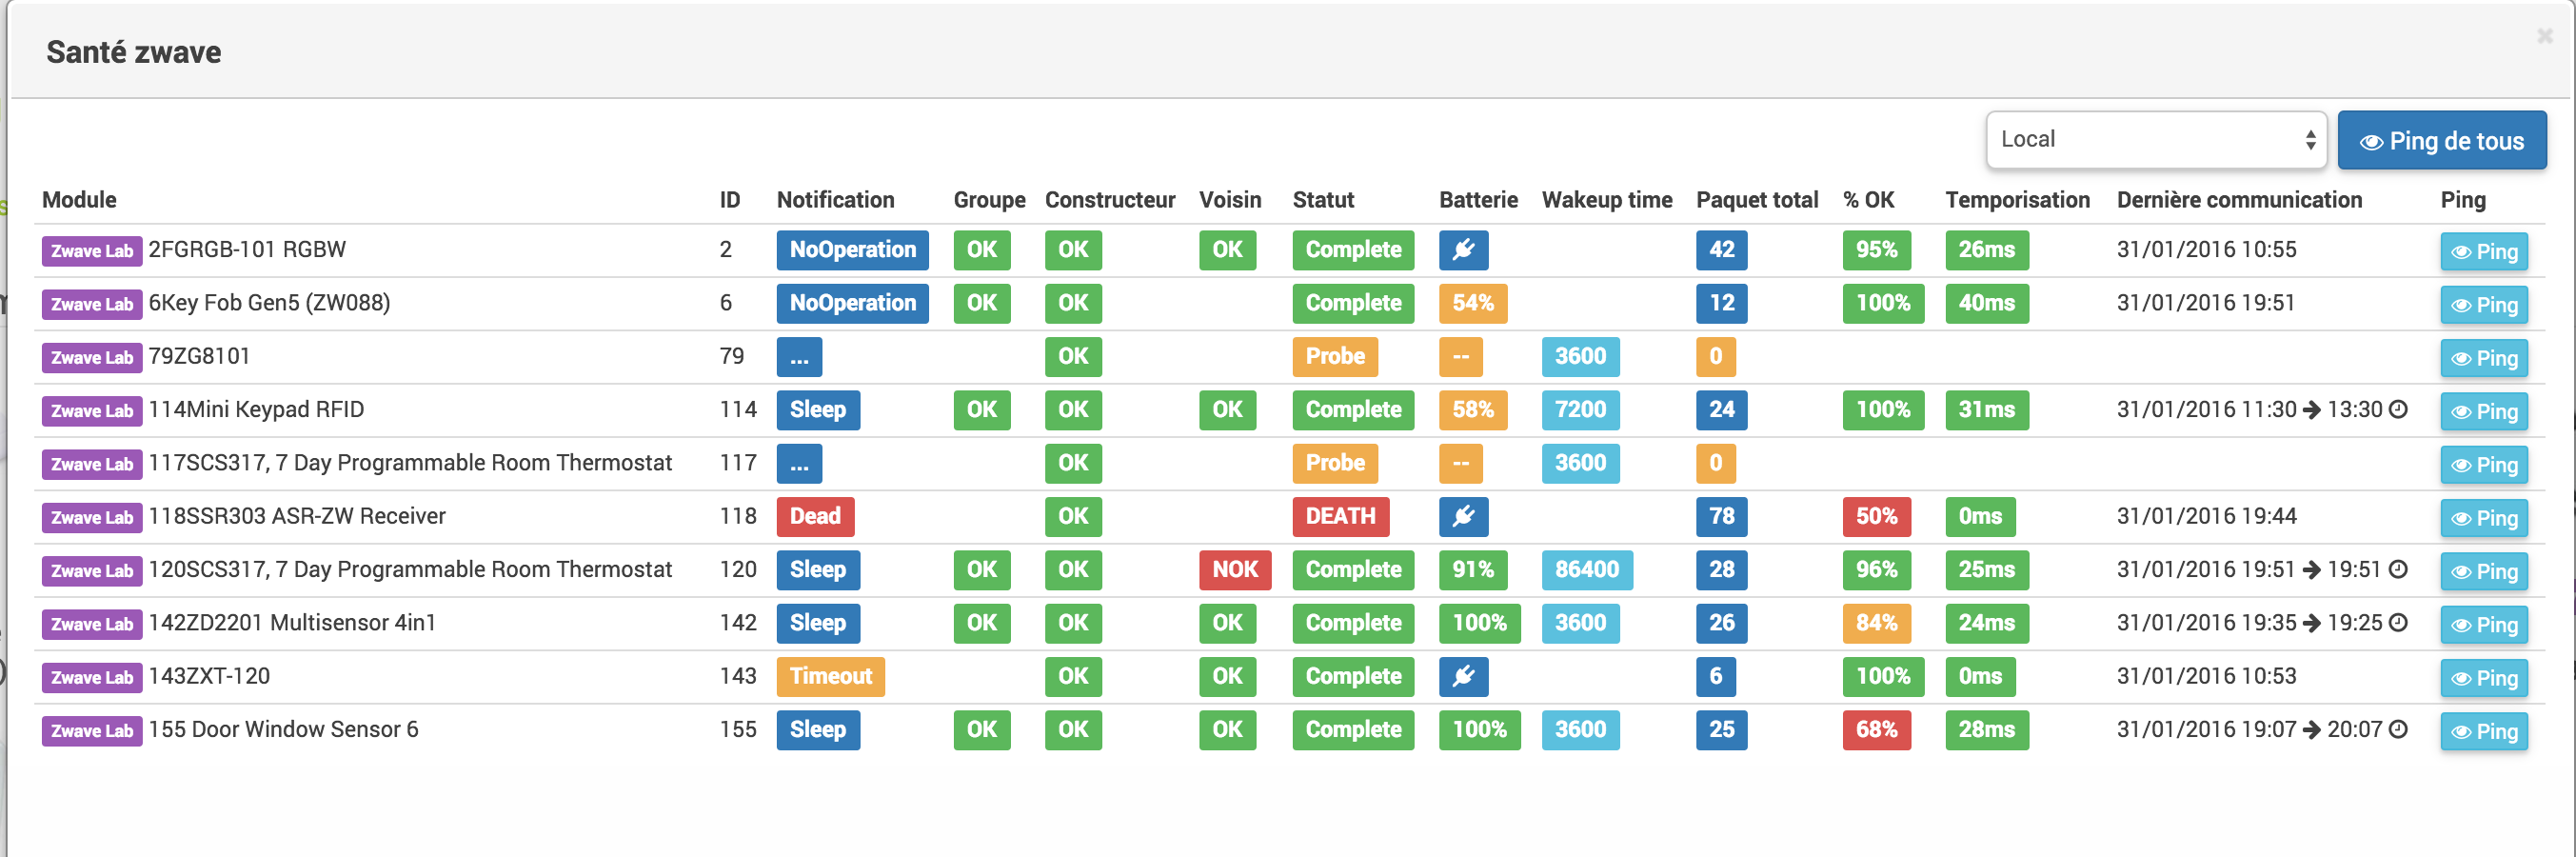 Santé zwave
Local Ping de tous
Module ID Notification Groupe Constructeur Voisin Statut Batterie Wakeup time Paquet total % OK Temporisation Dernière communication Ping
Zwave Lab 2FGRGB-101 RGBW 2 NoOperation OK OK OK Complete 42 95% 26ms 31/01/2016 10:55 Ping
Zwave Lab 6Key Fob Gen5 (ZW088) 6 NoOperation OK OK Complete 54% 12 100% 40ms 31/01/2016 19:51 Ping
Zwave Lab 79ZG8101 79 ... OK Probe -- 3600 0 Ping
Zwave Lab 114Mini Keypad RFID 114 Sleep OK OK OK Complete 58% 7200 24 100% 31ms 31/01/2016 11:30 ➔ 13:30 Ping
Zwave Lab 117SCS317, 7 Day Programmable Room Thermostat 117 ... OK Probe -- 3600 0 Ping
Zwave Lab 118SSR303 ASR-ZW Receiver 118 Dead OK DEATH 78 50% 0ms 31/01/2016 19:44 Ping
Zwave Lab 120SCS317, 7 Day Programmable Room Thermostat 120 Sleep OK OK NOK Complete 91% 86400 28 96% 25ms 31/01/2016 19:51 ➔ 19:51 Ping
Zwave Lab 142ZD2201 Multisensor 4in1 142 Sleep OK OK OK Complete 100% 3600 26 84% 24ms 31/01/2016 19:35 ➔ 19:25 Ping
Zwave Lab 143ZXT-120 143 Timeout OK OK Complete 6 100% 0ms 31/01/2016 10:53 Ping
Zwave Lab 155 Door Window Sensor 6 155 Sleep OK OK OK Complete 100% 3600 25 68% 28ms 31/01/2016 19:07 ➔ 20:07 Ping